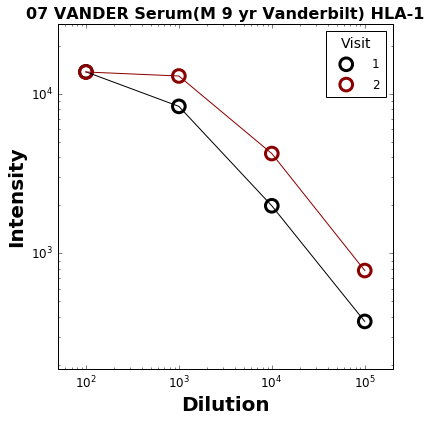 07 VANDER Serum(M 9 yr Vanderbilt) HLA-1
Visit
1
2
10⁴
10³
Intensity
10² 10³ 10⁴ 10⁵
Dilution